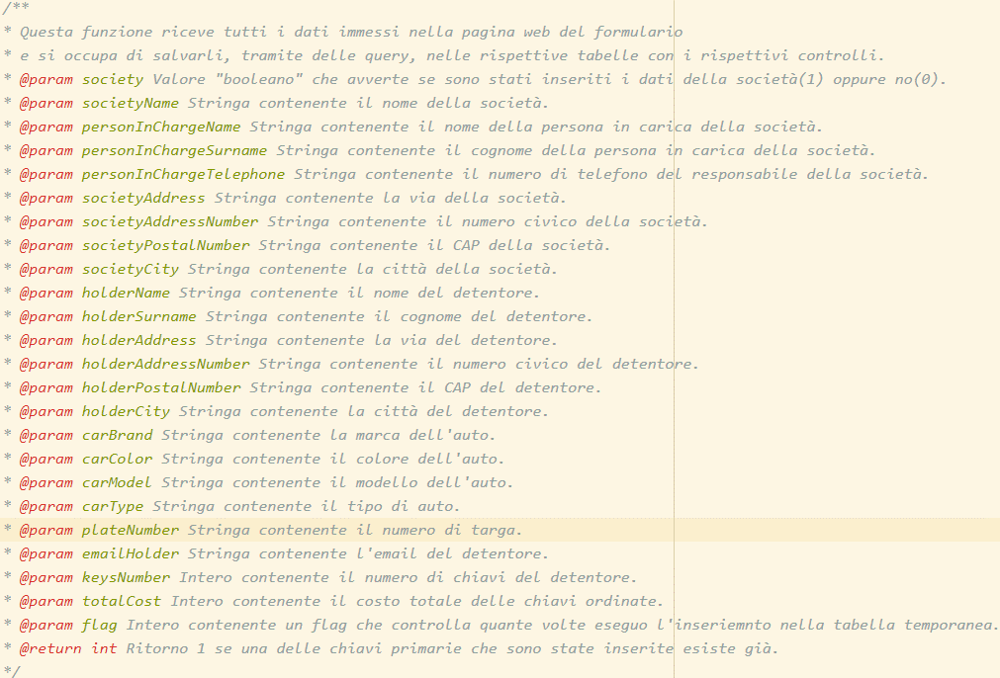 /**
* Questa funzione riceve tutti i dati immessi nella pagina web del formulario
* e si occupa di salvarli, tramite delle query, nelle rispettive tabelle con i rispettivi controlli.
* @param society Valore "booleano" che avverte se sono stati inseriti i dati della società(1) oppure no(0).
* @param societyName Stringa contenente il nome della società.
* @param personInChargeName Stringa contenente il nome della persona in carica della società.
* @param personInChargeSurname Stringa contenente il cognome della persona in carica della società.
* @param personInChargeTelephone Stringa contenente il numero di telefono del responsabile della società.
* @param societyAddress Stringa contenente la via della società.
* @param societyAddressNumber Stringa contenente il numero civico della società.
* @param societyPostalNumber Stringa contenente il CAP della società.
* @param societyCity Stringa contenente la città della società.
* @param holderName Stringa contenente il nome del detentore.
* @param holderSurname Stringa contenente il cognome del detentore.
* @param holderAddress Stringa contenente la via del detentore.
* @param holderAddressNumber Stringa contenente il numero civico del detentore.
* @param holderPostalNumber Stringa contenente il CAP del detentore.
* @param holderCity Stringa contenente la città del detentore.
* @param carBrand Stringa contenente la marca dell'auto.
* @param carColor Stringa contenente il colore dell'auto.
* @param carModel Stringa contenente il modello dell'auto.
* @param carType Stringa contenente il tipo di auto.
* @param plateNumber Stringa contenente il numero di targa.
* @param emailHolder Stringa contenente l'email del detentore.
* @param keysNumber Intero contenente il numero di chiavi del detentore.
* @param totalCost Intero contenente il costo totale delle chiavi ordinate.
* @param flag Intero contenente un flag che controlla quante volte eseguo l'inseriemnto nella tabella temporanea.
* @return int Ritorno 1 se una delle chiavi primarie che sono state inserite esiste già.
*/